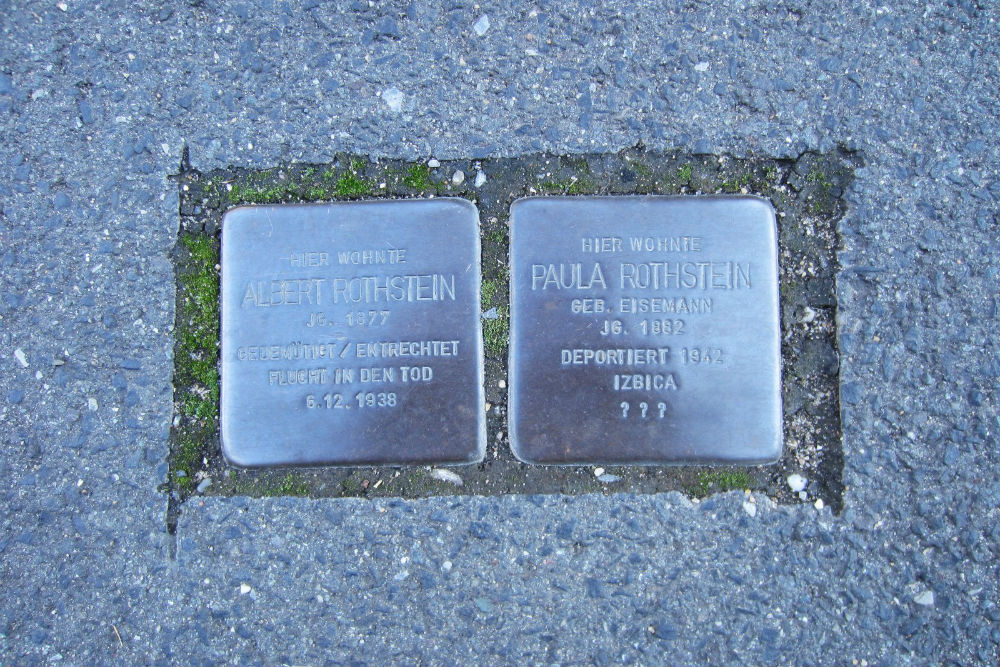 HIER WOHNTE
ALBERT ROTHSTEIN
JG. 1877
GEDEMÜTIGT / ENTRECHTET
FLUCHT IN DEN TOD
6.12.1938
HIER WOHNTE
PAULA ROTHSTEIN
GEB. EISEMANN
JG. 1882
DEPORTIERT 1942
IZBICA
? ? ?